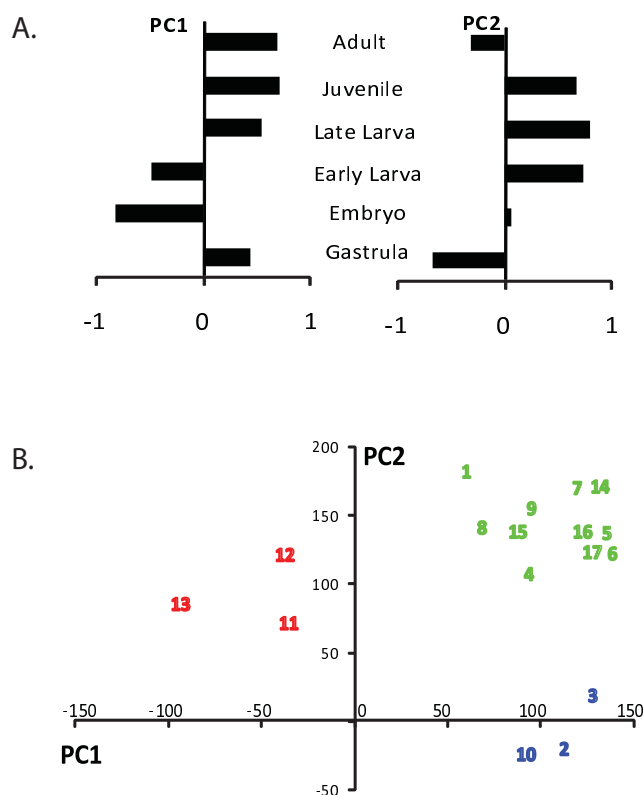 A.
PC1
PC2
Adult
Juvenile
Late Larva
Early Larva
Embryo
Gastrula
-1 0 1
-1 0 1
B.
200
PC2
1
7 14
9
150
8 15 16 5
12
17 6
4
100
13
11
50
3
-150 -100 -50 0 50 100 150
PC1
10 2
-50